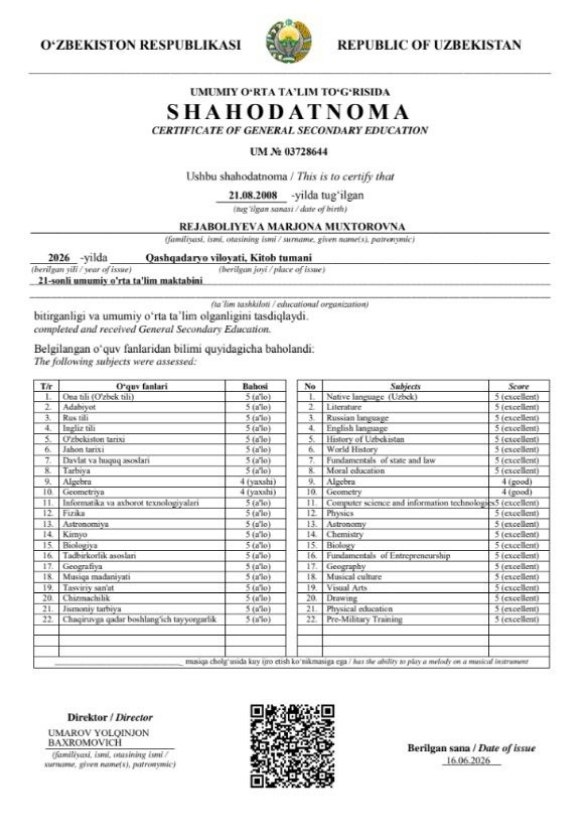 O‘ZBEKISTON RESPUBLIKASI
REPUBLIC OF UZBEKISTAN
UMUMIY O‘RTA TA’LIM TO‘G‘RISIDA
SHAHODATNOMA
CERTIFICATE OF GENERAL SECONDARY EDUCATION
UM № 03728644
Ushbu shahodatnoma / This is to certify that
21.08.2008 -yilda tug‘ilgan
(tug‘ilgan sanasi / date of birth)
REJABOLIYEVA MARJONA MUXTOROVNA
(familiyasi, ismi, otasining ismi / surname, given name(s), patronymic)
2026 -yilda Qashqadaryo viloyati, Kitob tumani
(berilgan yili / year of issue) (berilgan joyi / place of issue)
21-sonli umumiy o'rta ta'lim maktabini
(ta’lim tashkiloti / educational organization)
bitirganligi va umumiy o‘rta ta’lim olganligini tasdiqlaydi.
completed and received General Secondary Education.
Belgilangan o‘quv fanlaridan bilimi quyidagicha baholandi:
The following subjects were assessed:
T/r O‘quv fanlari Bahosi No Subjects Score
1. Ona tili (O'zbek tili) 5 (a'lo) 1. Native language (Uzbek) 5 (excellent)
2. Adabiyot 5 (a'lo) 2. Literature 5 (excellent)
3. Rus tili 5 (a'lo) 3. Russian language 5 (excellent)
4. Ingliz tili 5 (a'lo) 4. English language 5 (excellent)
5. O'zbekiston tarixi 5 (a'lo) 5. History of Uzbekistan 5 (excellent)
6. Jahon tarixi 5 (a'lo) 6. World History 5 (excellent)
7. Davlat va huquq asoslari 5 (a'lo) 7. Fundamentals of state and law 5 (excellent)
8. Tarbiya 5 (a'lo) 8. Moral education 5 (excellent)
9. Algebra 4 (yaxshi) 9. Algebra 4 (good)
10. Geometriya 4 (yaxshi) 10. Geometry 4 (good)
11. Informatika va axborot texnologiyalari 5 (a'lo) 11. Computer science and information technologies 5 (excellent)
12. Fizika 5 (a'lo) 12. Physics 5 (excellent)
13. Astronomiya 5 (a'lo) 13. Astronomy 5 (excellent)
14. Kimyo 5 (a'lo) 14. Chemistry 5 (excellent)
15. Biologiya 5 (a'lo) 15. Biology 5 (excellent)
16. Tadbirkorlik asoslari 5 (a'lo) 16. Fundamentals of Entrepreneurship 5 (excellent)
17. Geografiya 5 (a'lo) 17. Geography 5 (excellent)
18. Musiqa madaniyati 5 (a'lo) 18. Musical culture 5 (excellent)
19. Tasviriy san'at 5 (a'lo) 19. Visual Arts 5 (excellent)
20. Chizmachilik 5 (a'lo) 20. Drawing 5 (excellent)
21. Jismoniy tarbiya 5 (a'lo) 21. Physical education 5 (excellent)
22. Chaqiruvga qadar boshlang'ich tayyorgarlik 5 (a'lo) 22. Pre-Military Training 5 (excellent)
musiqa cholg‘usida kuy ijro etish ko‘nikmasiga ega / has the ability to play a melody on a musical instrument
Direktor / Director
UMAROV YOLQINJON
BAXROMOVICH
(familiyasi, ismi, otasining ismi /
surname, given name(s), patronymic)
Berilgan sana / Date of issue
16.06.2026